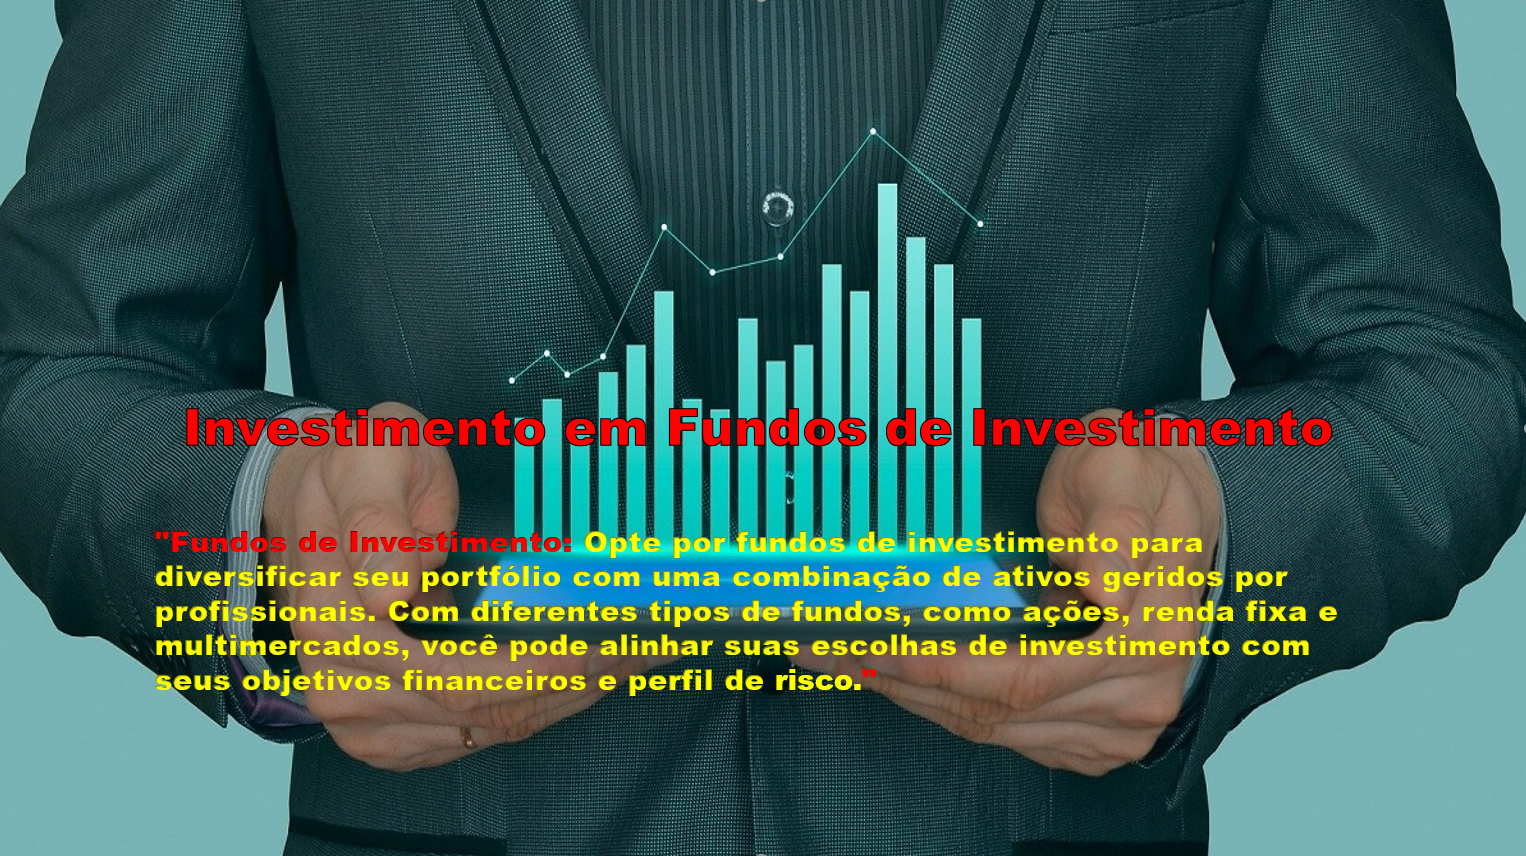 Investimento em Fundos de Investimento
"Fundos de Investimento: Opte por fundos de investimento para
diversificar seu portfólio com uma combinação de ativos geridos por
profissionais. Com diferentes tipos de fundos, como ações, renda fixa e
multimercados, você pode alinhar suas escolhas de investimento com
seus objetivos financeiros e perfil de risco."